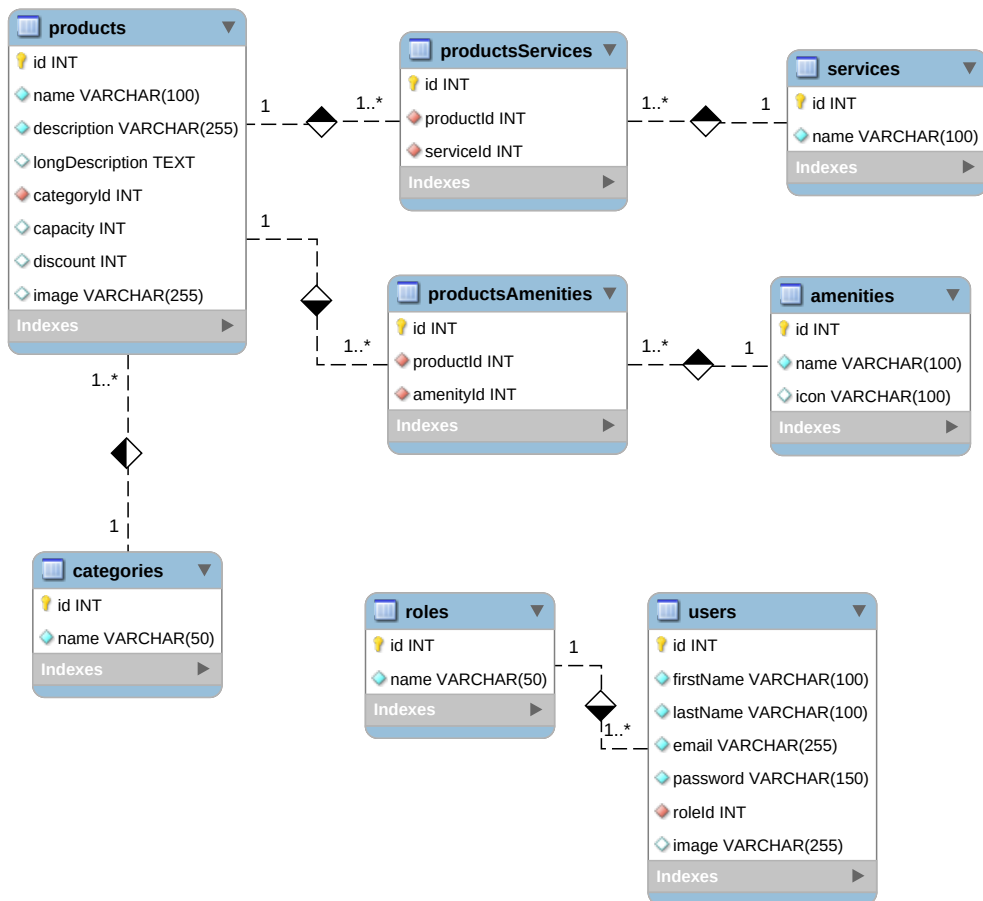 products
id INT
name VARCHAR(100)
description VARCHAR(255)
longDescription TEXT
categoryId INT
capacity INT
discount INT
image VARCHAR(255)
Indexes
1
1..*
productsServices
id INT
productId INT
serviceId INT
Indexes
1..*
1
services
id INT
name VARCHAR(100)
Indexes
1
1..*
productsAmenities
id INT
productId INT
amenityId INT
Indexes
1..*
1
amenities
id INT
name VARCHAR(100)
icon VARCHAR(100)
Indexes
1..*
1
categories
id INT
name VARCHAR(50)
Indexes
roles
id INT
name VARCHAR(50)
Indexes
1
1..*
users
id INT
firstName VARCHAR(100)
lastName VARCHAR(100)
email VARCHAR(255)
password VARCHAR(150)
roleId INT
image VARCHAR(255)
Indexes